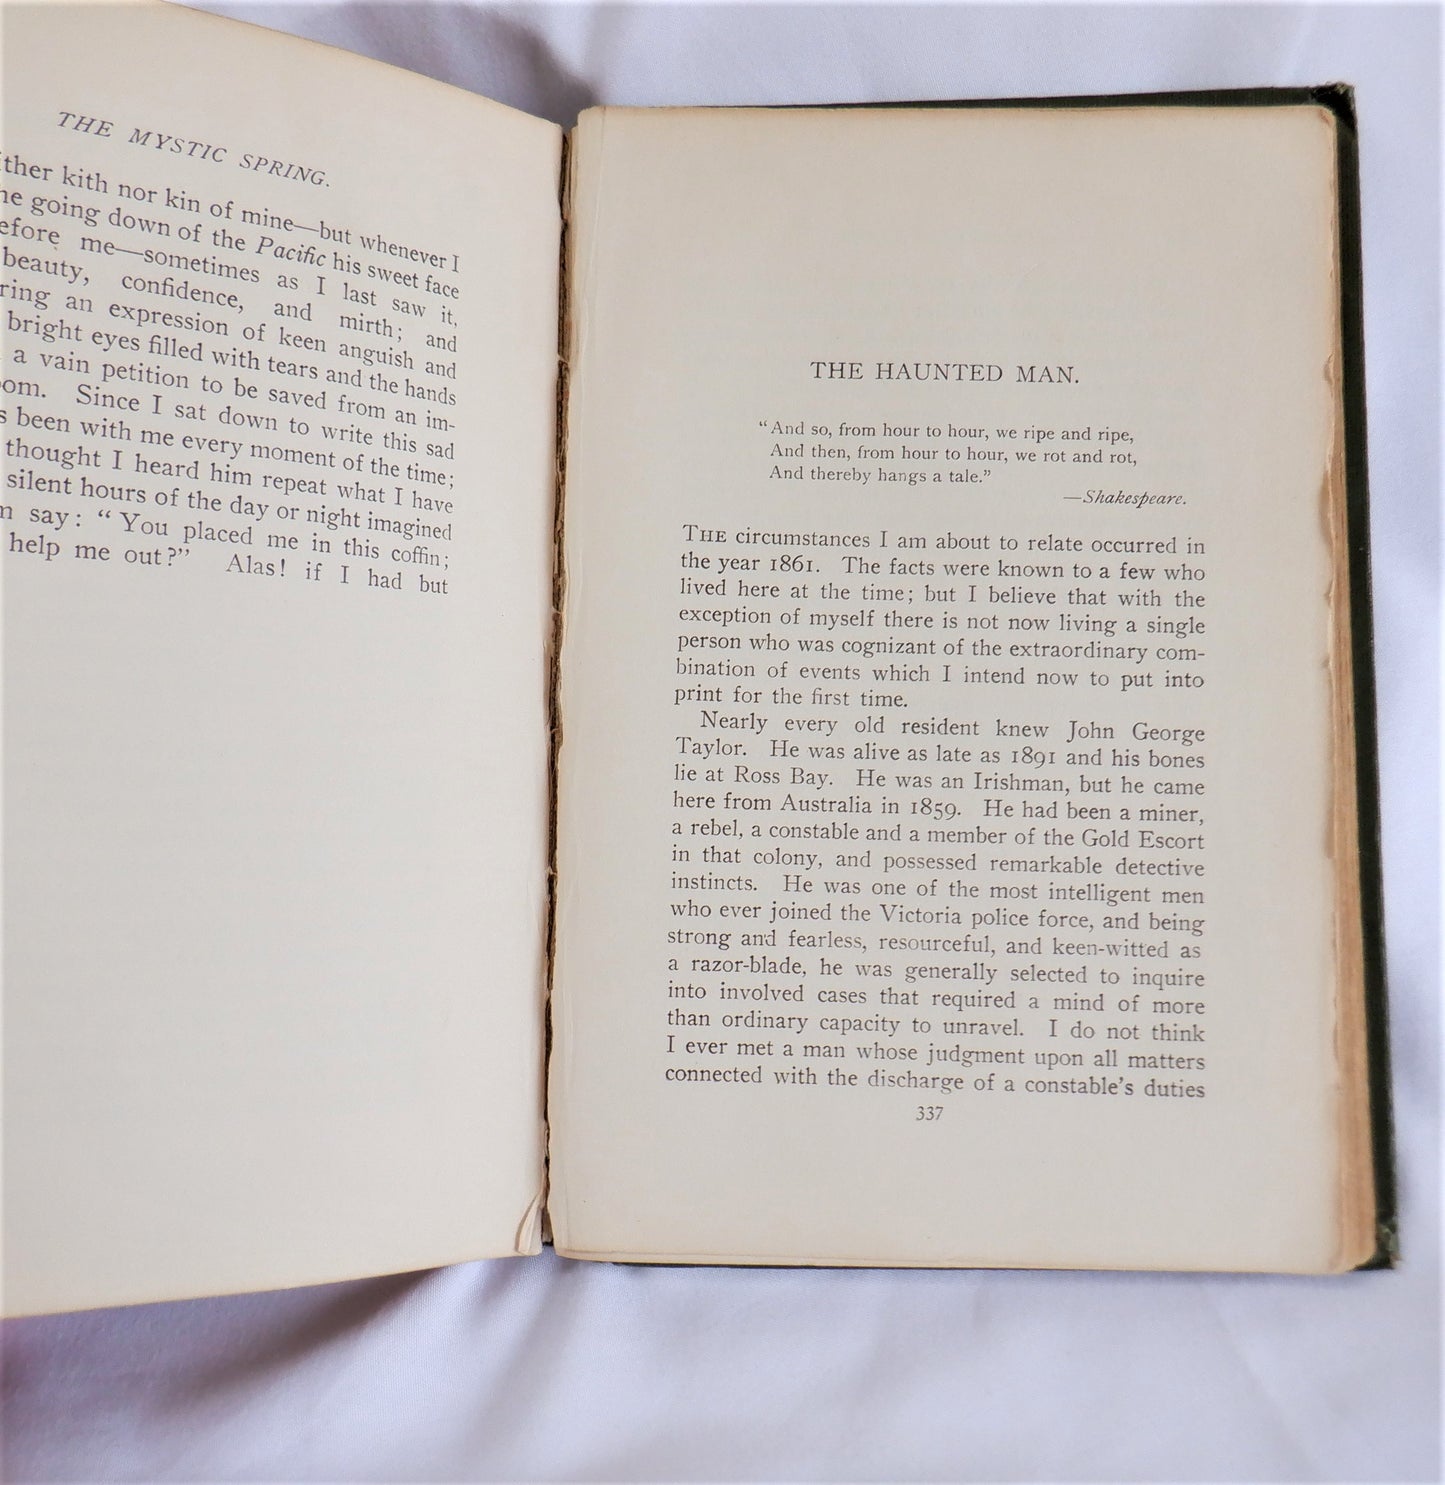 THE MYSTIC SPRING.
kith nor kin of mine—but whenever I
going down of the Pacific his sweet face
me—sometimes as I last saw it,
beauty, confidence, and mirth; and
an expression of keen anguish and
bright eyes filled with tears and the hands
a vain petition to be saved from an im-
Since I sat down to write this sad
been with me every moment of the time;
thought I heard him repeat what I have
silent hours of the day or night imagined
say: "You placed me in this coffin;
help me out?" Alas! if I had but
THE HAUNTED MAN.
"And so, from hour to hour, we ripe and ripe,
And then, from hour to hour, we rot and rot,
And thereby hangs a tale."
—Shakespeare.
THE circumstances I am about to relate occurred in
the year 1861. The facts were known to a few who
lived here at the time; but I believe that with the
exception of myself there is not now living a single
person who was cognizant of the extraordinary com-
bination of events which I intend now to put into
print for the first time.
Nearly every old resident knew John George
Taylor. He was alive as late as 1891 and his bones
lie at Ross Bay. He was an Irishman, but he came
here from Australia in 1859. He had been a miner,
a rebel, a constable and a member of the Gold Escort
in that colony, and possessed remarkable detective
instincts. He was one of the most intelligent men
who ever joined the Victoria police force, and being
strong and fearless, resourceful, and keen-witted as
a razor-blade, he was generally selected to inquire
into involved cases that required a mind of more
than ordinary capacity to unravel. I do not think
I ever met a man whose judgment upon all matters
connected with the discharge of a constable's duties
337